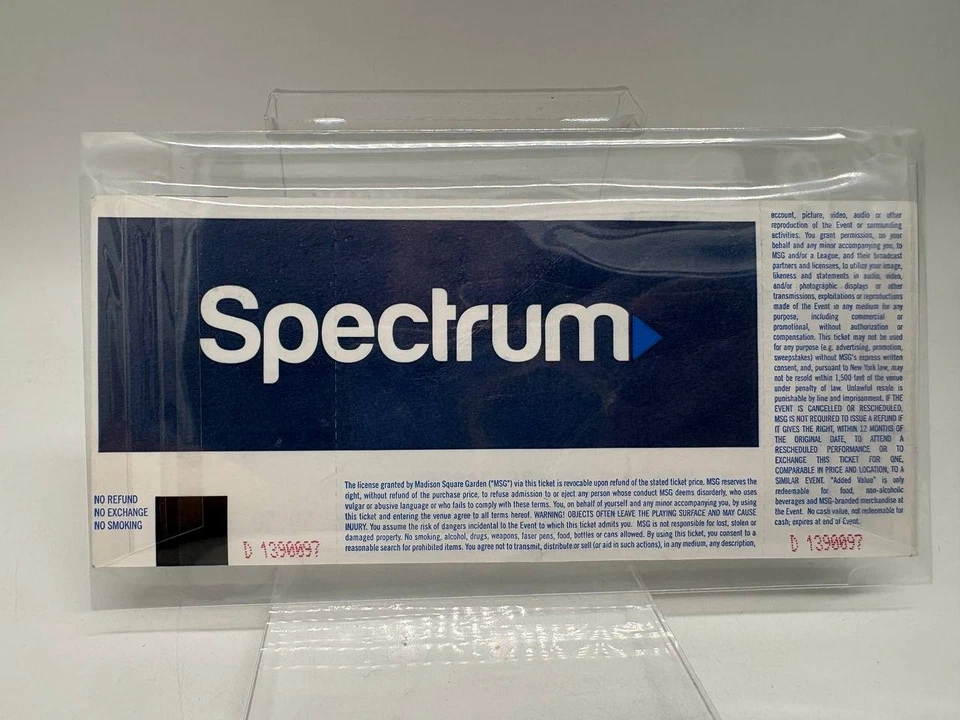 Spectrum
NO REFUND
NO EXCHANGE
NO SMOKING
D 1390097
The license granted by Madison Square Garden ("MSG") via this ticket is revocable upon refund of the stated ticket price. MSG reserves the
right, without refund of the purchase price, to refuse admission to or eject any person whose conduct MSG deems disorderly, who uses
vulgar or abusive language or who fails to comply with these terms. You, on behalf of yourself and any minor accompanying you, by using
this ticket and entering the venue agree to all terms hereof. WARNING! OBJECTS OFTEN LEAVE THE PLAYING SURFACE AND MAY CAUSE
INJURY. You assume the risk of dangers incidental to the Event to which this ticket admits you. MSG is not responsible for lost, stolen or
damaged property. No smoking, alcohol, drugs, weapons, laser pens, food, bottles or cans allowed. By using this ticket, you consent to a
reasonable search for prohibited items. You agree not to transmit, distribute or sell (or aid in such actions), in any medium, any description,
account, picture, video, audio or other
reproduction of the Event or surrounding
activities. You grant permission, on your
behalf and any minor accompanying you, to
MSG and/or a League, and their broadcast
partners and licensees, to utilize your image,
likeness and statements in audio, video,
and/or photographic displays or other
transmissions, exploitations or reproductions
made of the Event in any medium for any
purpose, including commercial or
promotional, without authorization or
compensation. This ticket may not be used
for any purpose (e.g. advertising, promotion,
sweepstakes) without MSG's express written
consent, and, pursuant to New York law, may
not be resold within 1,500 feet of the venue
under penalty of law. Unlawful resale is
punishable by fine and imprisonment. IF THE
EVENT IS CANCELLED OR RESCHEDULED,
MSG IS NOT REQUIRED TO ISSUE A REFUND IF
IT GIVES THE RIGHT, WITHIN 12 MONTHS OF
THE ORIGINAL DATE, TO ATTEND A
RESCHEDULED PERFORMANCE OR TO
EXCHANGE THIS TICKET FOR ONE,
COMPARABLE IN PRICE AND LOCATION, TO A
SIMILAR EVENT. "Added Value" is only
redeemable for food, non-alcoholic
beverages and MSG-branded merchandise at
the Event. No cash value, not redeemable for
cash; expires at end of Event.
D 1390097